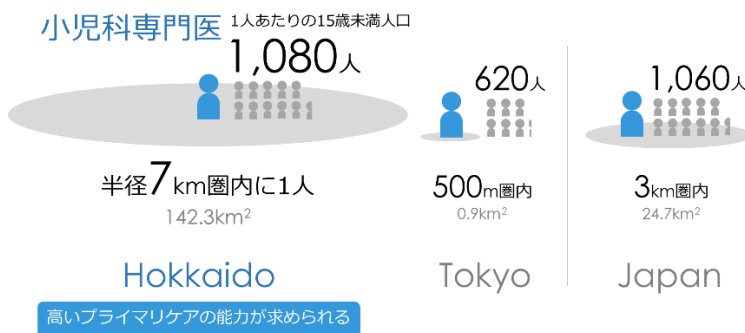 小児科専門医 1人あたりの15歳未満人口
1,080人
620人
1,060人
半径7km圏内に1人
142.3km²
500m圏内
0.9km²
3km圏内
24.7km²
Hokkaido
Tokyo
Japan
高いプライマリケアの能力が求められる